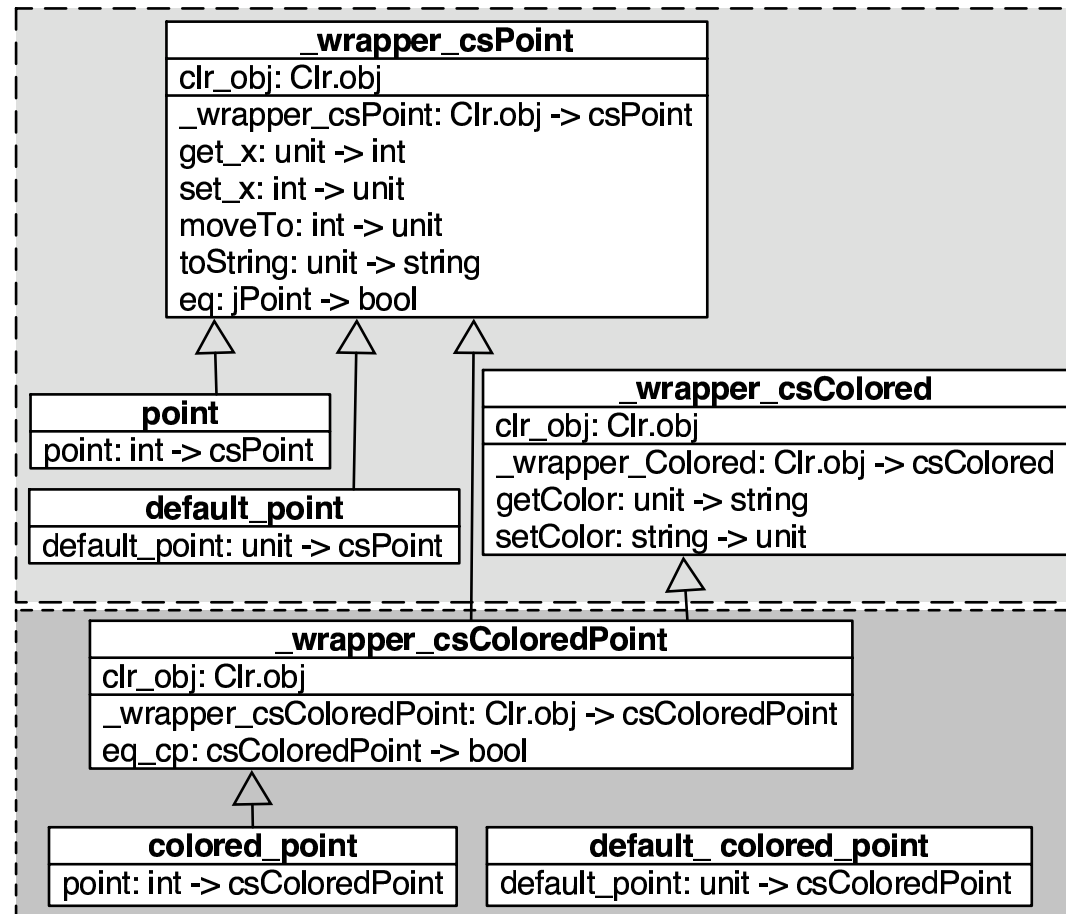 _wrapper_csPoint
clr_obj: Clr.obj
_wrapper_csPoint: Clr.obj -> csPoint
get_x: unit -> int
set_x: int -> unit
moveTo: int -> unit
toString: unit -> string
eq: jPoint -> bool
point
point: int -> csPoint
default_point
default_point: unit -> csPoint
_wrapper_csColored
clr_obj: Clr.obj
_wrapper_Colored: Clr.obj -> csColored
getColor: unit -> string
setColor: string -> unit
_wrapper_csColoredPoint
clr_obj: Clr.obj
_wrapper_csColoredPoint: Clr.obj -> csColoredPoint
eq_cp: csColoredPoint -> bool
colored_point
point: int -> csColoredPoint
default_ colored_point
default_point: unit -> csColoredPoint